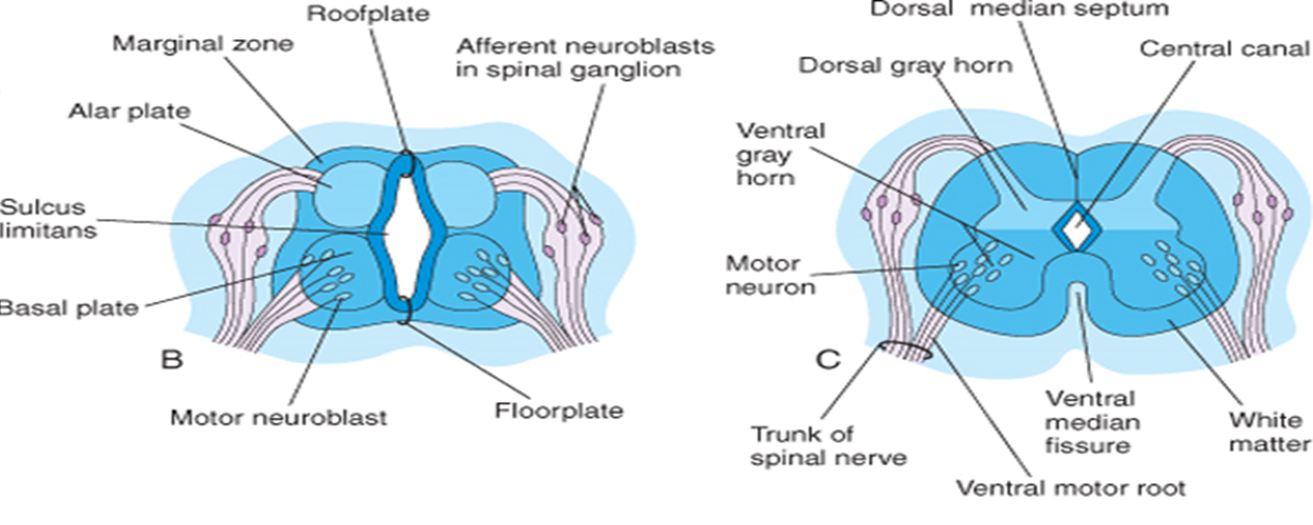 Roofplate
Marginal zone
Afferent neuroblasts
in spinal ganglion
Alar plate
Sulcus
limitans
Basal plate
B
Motor neuroblast
Floorplate
Dorsal median septum
Central canal
Dorsal gray horn
Ventral
gray
horn
Motor
neuron
C
Trunk of
spinal nerve
Ventral
median
fissure
White
matter
Ventral motor root